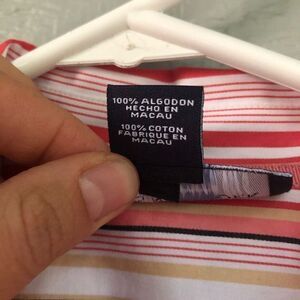 100% ALGODON
HECHO EN
MACAU
100% COTON
FABRIQUE EN
MACAU